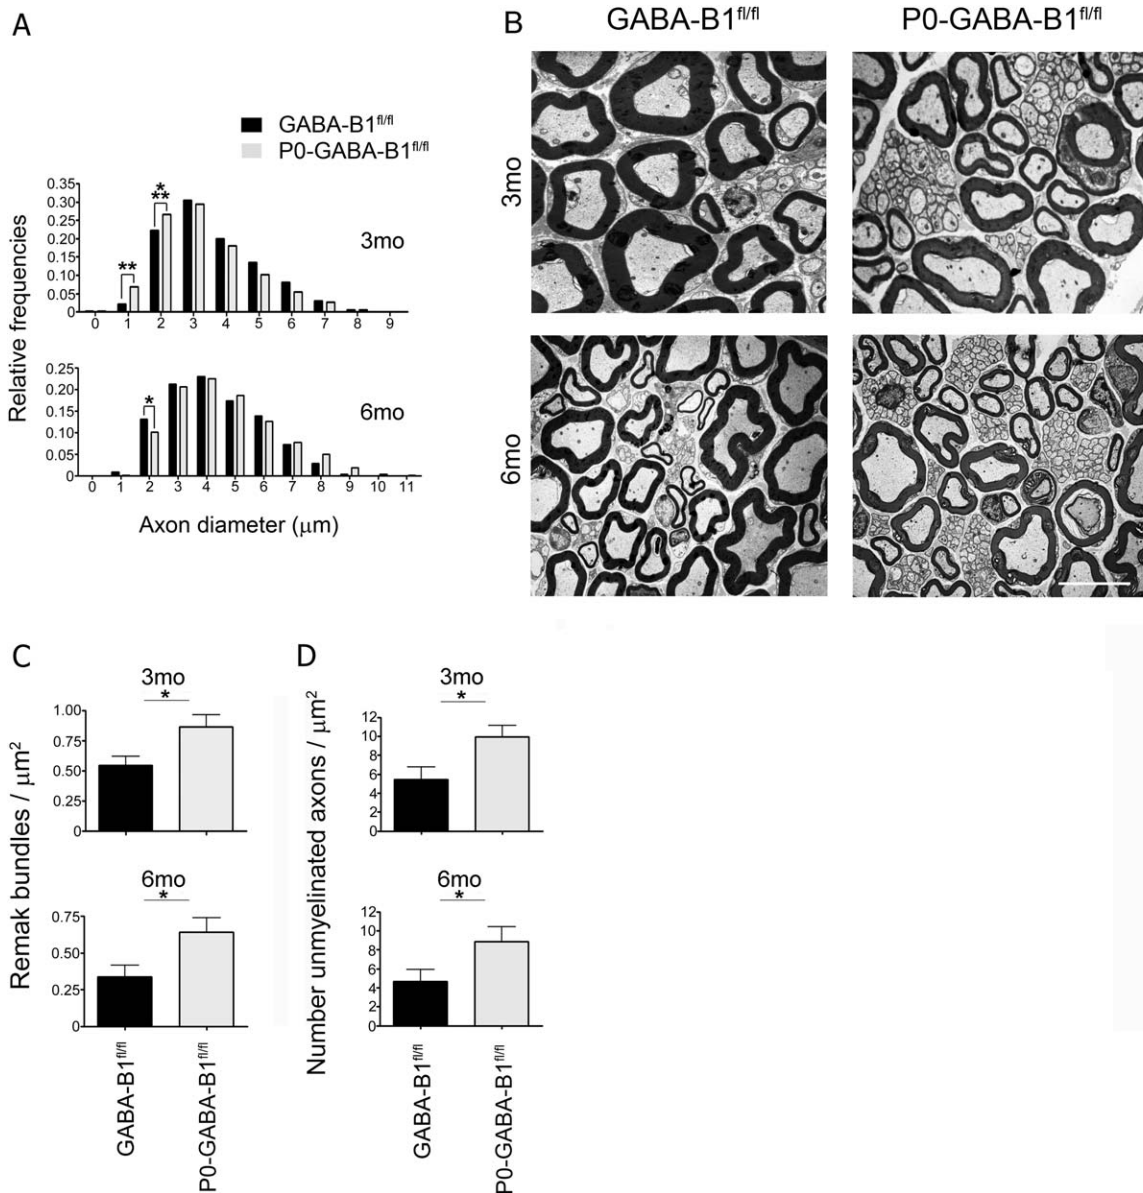 A
GABA-B1fl/fl
P0-GABA-B1fl/fl
Relative frequencies
0.35
0.30
0.25
0.20
0.15
0.10
0.05
*
**
**
3mo
0 1 2 3 4 5 6 7 8 9
0.25
0.20
0.15
0.10
0.05
0
*
6mo
0 1 2 3 4 5 6 7 8 9 10 11
Axon diameter (μm)
B
GABA-B1fl/fl
P0-GABA-B1fl/fl
3mo
6mo
C
Remak bundles / μm2
3mo
*
1.00
0.75
0.50
0.25
0
6mo
*
0.75
0.50
0.25
0
GABA-B1fl/fl
P0-GABA-B1fl/fl
D
Number unmyelinated axons / μm2
3mo
*
12
10
8
6
4
2
0
6mo
*
12
10
8
6
4
2
0
GABA-B1fl/fl
P0-GABA-B1fl/fl